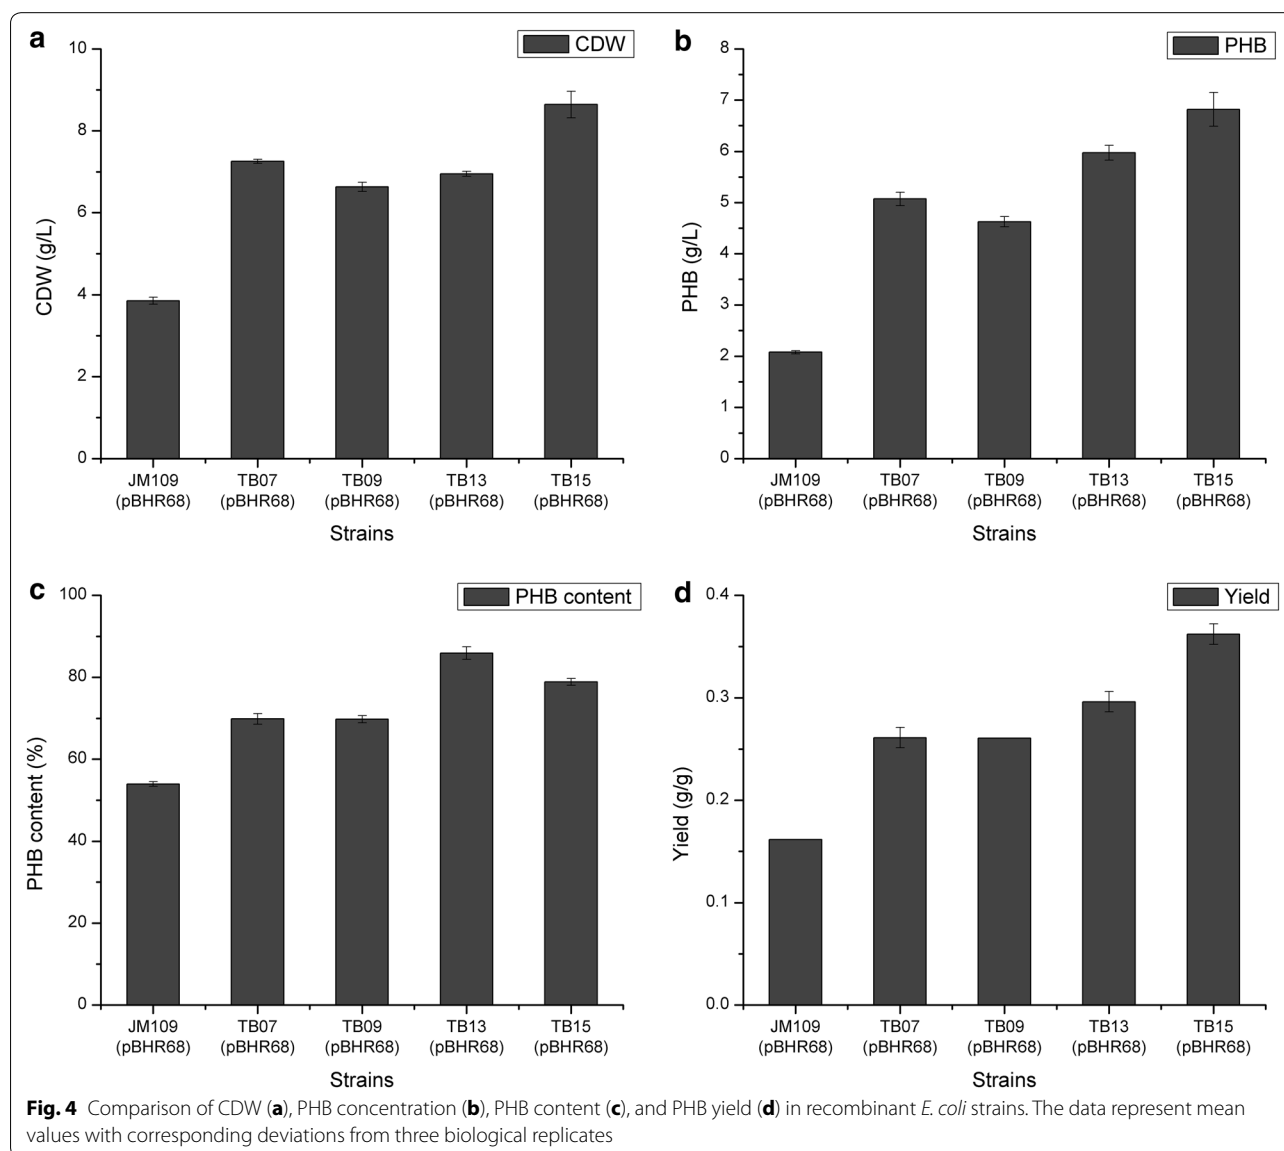 a
CDW
10
8
6
4
2
0
CDW (g/L)
JM109 TB07 TB09 TB13 TB15
(pBHR68) (pBHR68) (pBHR68) (pBHR68) (pBHR68)
Strains
b
PHB
8
7
6
5
4
3
2
1
0
PHB (g/L)
JM109 TB07 TB09 TB13 TB15
(pBHR68) (pBHR68) (pBHR68) (pBHR68) (pBHR68)
Strains
c
PHB content
100
80
60
40
20
0
PHB content (%)
JM109 TB07 TB09 TB13 TB15
(pBHR68) (pBHR68) (pBHR68) (pBHR68) (pBHR68)
Strains
d
Yield
0.4
0.3
0.2
0.1
0.0
Yield (g/g)
JM109 TB07 TB09 TB13 TB15
(pBHR68) (pBHR68) (pBHR68) (pBHR68) (pBHR68)
Strains
Fig. 4 Comparison of CDW (a), PHB concentration (b), PHB content (c), and PHB yield (d) in recombinant E. coli strains. The data represent mean
values with corresponding deviations from three biological replicates